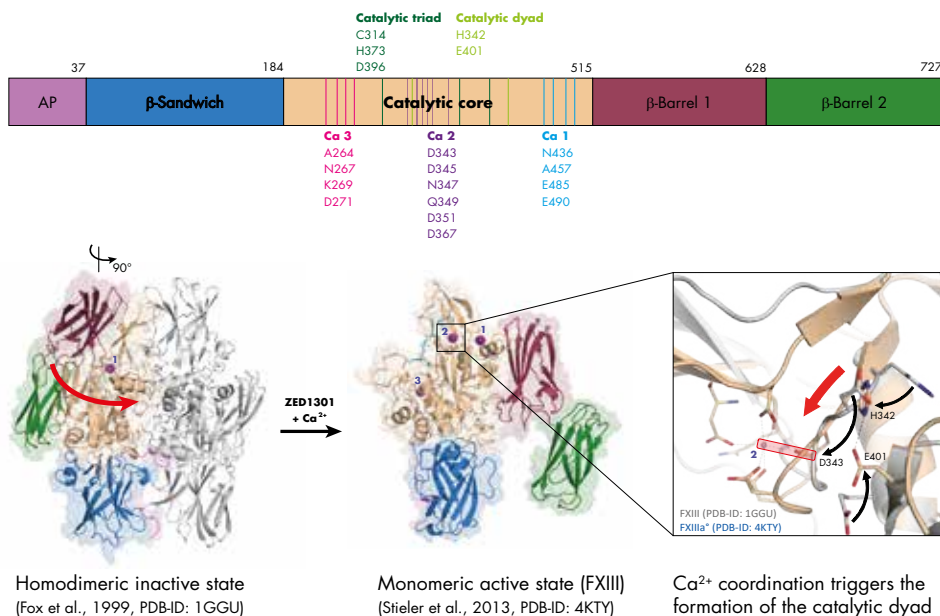 Catalytic triad
C314
H373
D396
Catalytic dyad
H342
E401
37
184
515
628
727
AP
β-Sandwich
Catalytic core
β-Barrel 1
β-Barrel 2
Ca 3
A264
N267
K269
D271
Ca 2
D343
D345
N347
Q349
D351
D367
Ca 1
N436
A457
E485
E490
90°
1
ZED1301
+ Ca²⁺
2
1
3
H342
2
D343
E401
FXIII (PDB-ID: 1GGU)
FXIIIa° (PDB-ID: 4KTY)
Homodimeric inactive state
(Fox et al., 1999, PDB-ID: 1GGU)
Monomeric active state (FXIII)
(Stieler et al., 2013, PDB-ID: 4KTY)
Ca²⁺ coordination triggers the
formation of the catalytic dyad